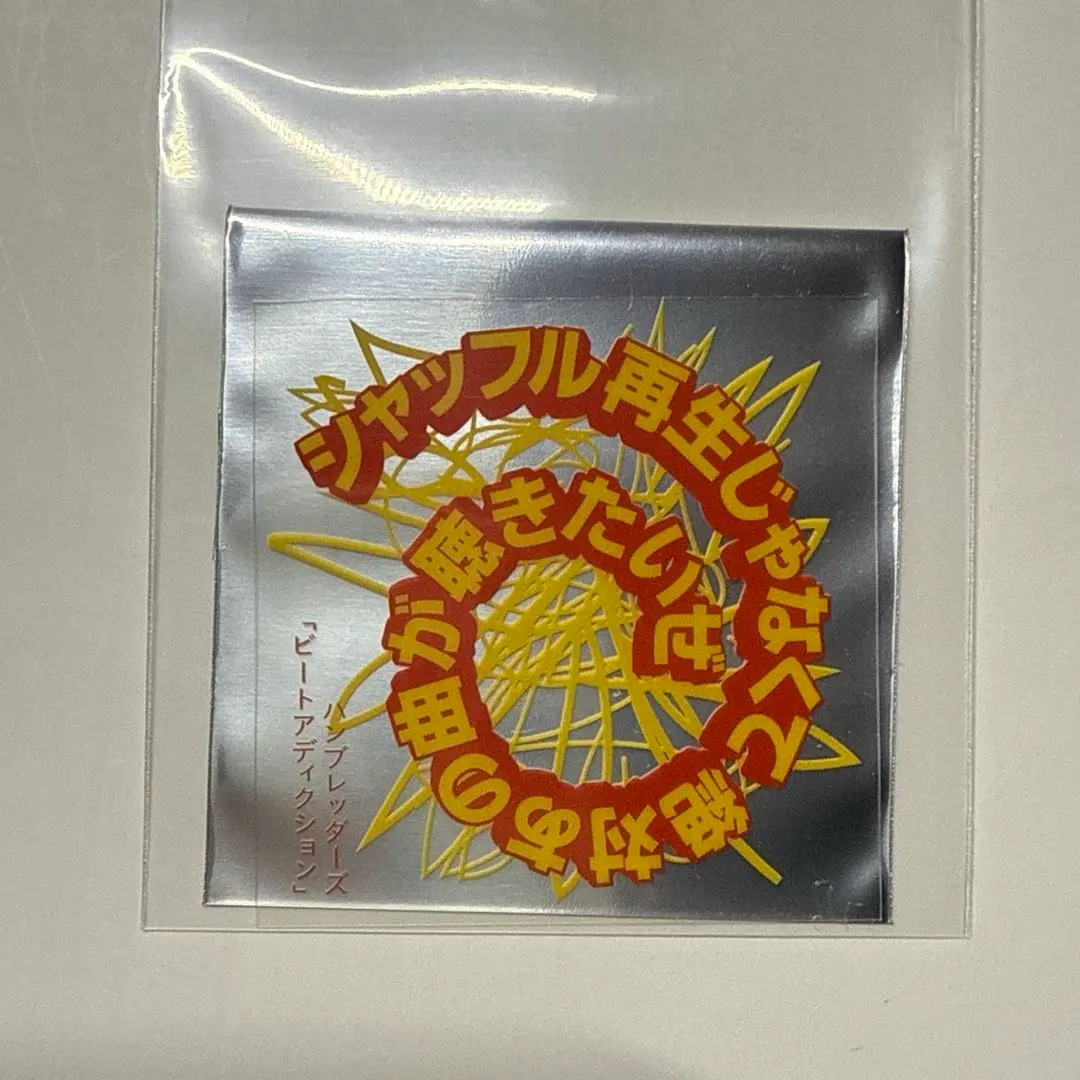 シャッフル再生じゃなくて絶対あの曲が聴きたいぜ
ハンブレッダーズ
「ビートアディクション」